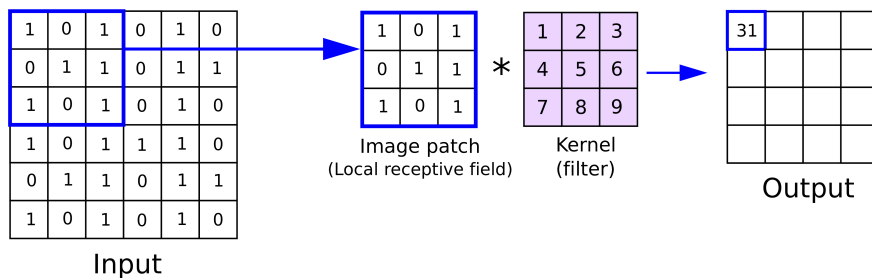 1 0 1 0 1 0
0 1 1 0 1 1
1 0 1 0 1 0
1 0 1 1 1 0
0 1 1 0 1 1
1 0 1 0 1 0
Input
1 0 1
0 1 1
1 0 1
Image patch
(Local receptive field)
*
1 2 3
4 5 6
7 8 9
Kernel
(filter)
31
Output